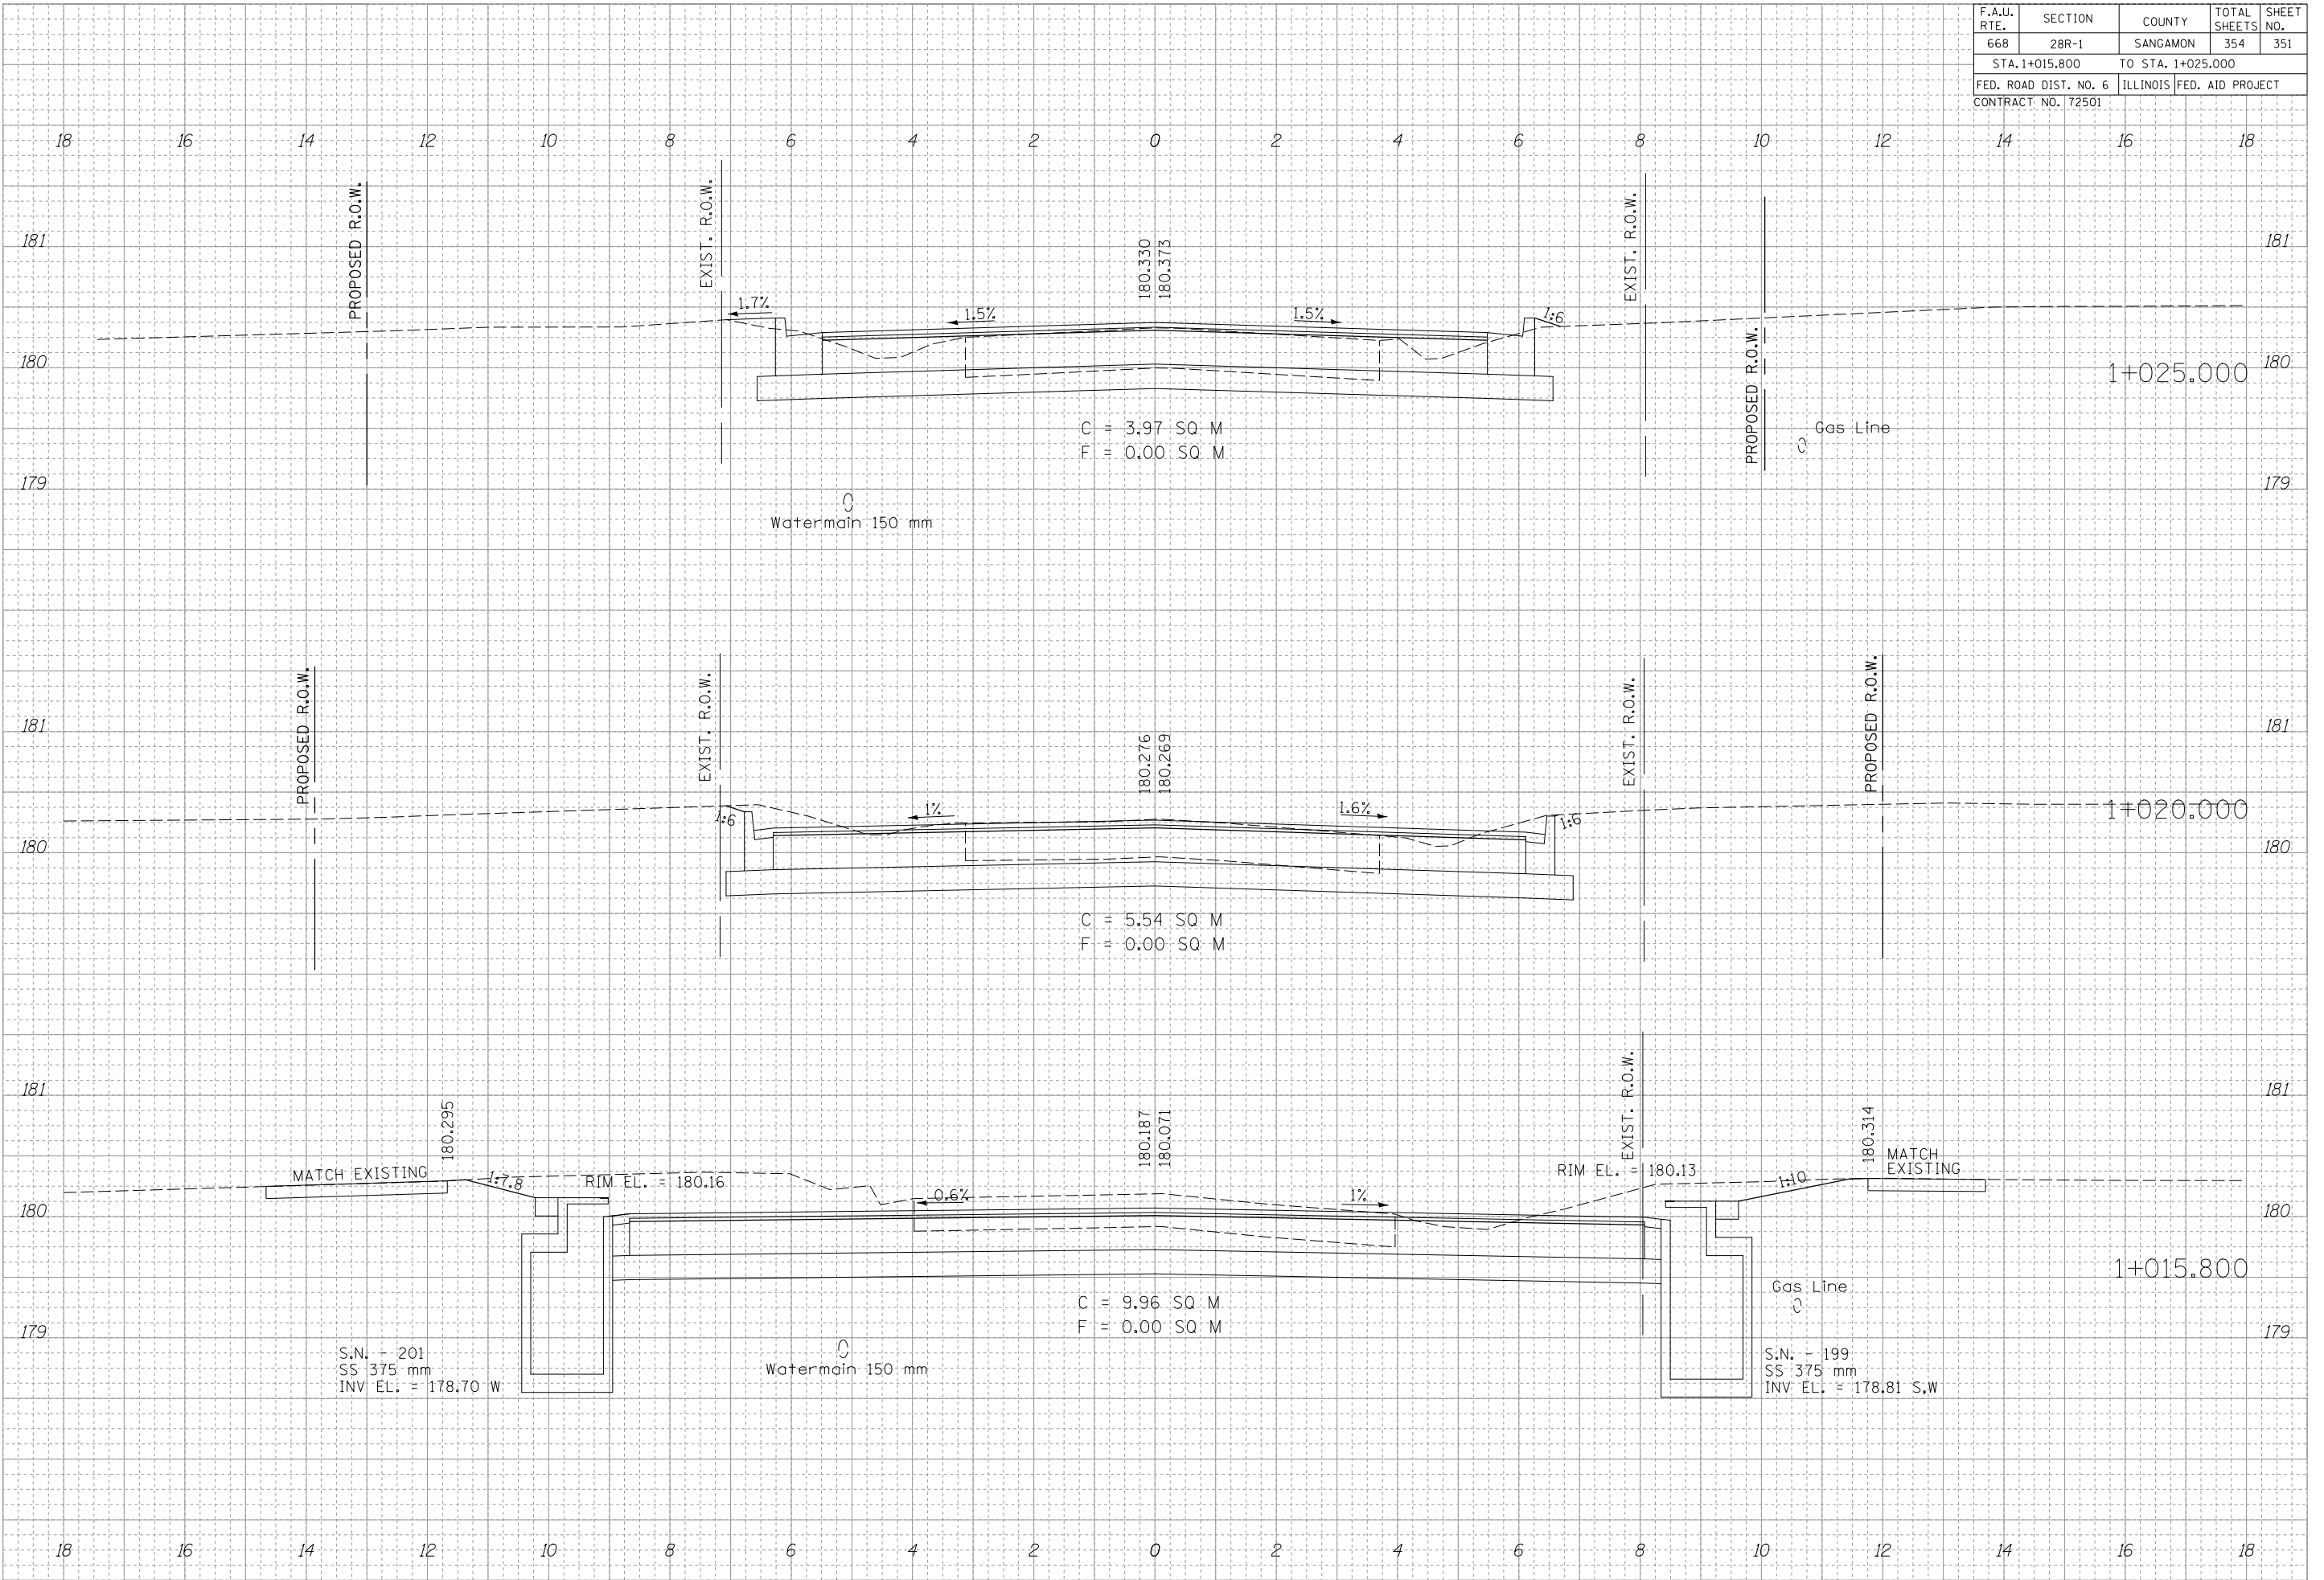 F.A.U. RTE. SECTION COUNTY TOTAL SHEETS SHEET NO.
668 28R-1 SANGAMON 354 351
STA. 1+015.800 TO STA. 1+025.000
FED. ROAD DIST. NO. 6 ILLINOIS FED. AID PROJECT
CONTRACT NO. 72501
18 16 14 12 10 8 6 4 2 0 2 4 6 8 10 12 14 16 18
PROPOSED R.O.W.
EXIST. R.O.W.
180.330
180.373
EXIST. R.O.W.
PROPOSED R.O.W.
181 181
1.7% 1.5% 1.5% 1:6
180 180
1+025.000
C = 3.97 SQ M
F = 0.00 SQ M
Gas Line
179 179
Watermain 150 mm
PROPOSED R.O.W.
EXIST. R.O.W.
180.276
180.269
EXIST. R.O.W.
PROPOSED R.O.W.
181 181
1:6 1% 1.6% 1:6
1+020.000
180 180
C = 5.54 SQ M
F = 0.00 SQ M
181 181
180.295
180.187
180.071
EXIST. R.O.W.
180.314
MATCH EXISTING
1:7.8
RIM EL. = 180.16
RIM EL. = 180.13
1:10
MATCH
EXISTING
0.6% 1%
180 180
1+015.800
Gas Line
C = 9.96 SQ M
F = 0.00 SQ M
179 179
Watermain 150 mm
S.N. - 201
SS 375 mm
INV EL. = 178.70 W
S.N. - 199
SS 375 mm
INV EL. = 178.81 S.W
18 16 14 12 10 8 6 4 2 0 2 4 6 8 10 12 14 16 18